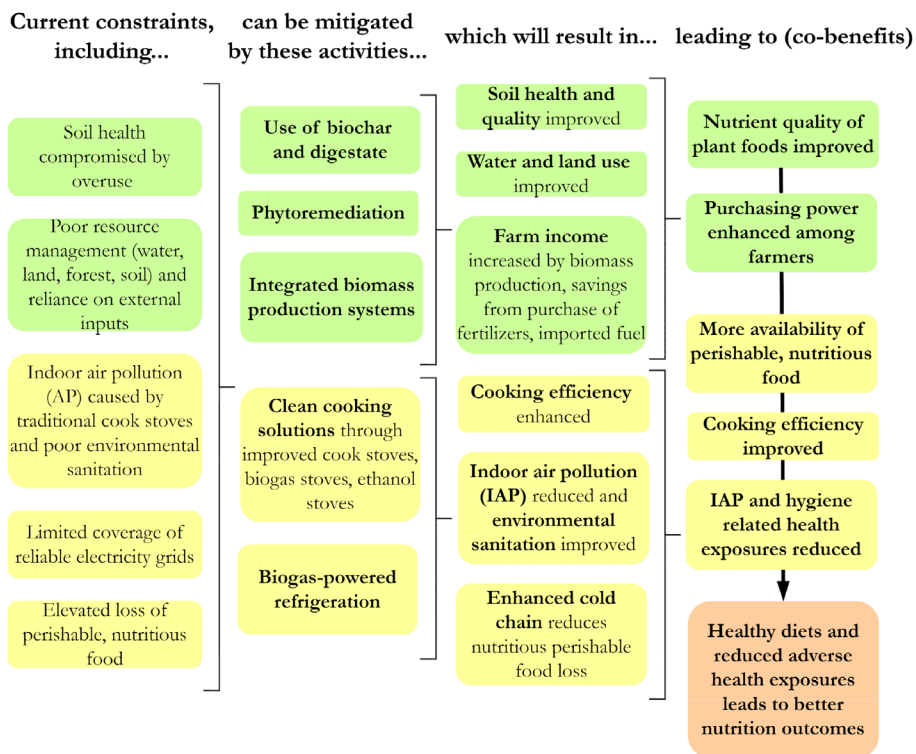 Current constraints,
including...
Soil health
compromised by
overuse
Poor resource
management (water,
land, forest, soil) and
reliance on external
inputs
Indoor air pollution
(AP) caused by
traditional cook stoves
and poor environmental
sanitation
Limited coverage of
reliable electricity grids
Elevated loss of
perishable, nutritious
food
can be mitigated
by these activities...
Use of biochar
and digestate
Phytoremediation
Integrated biomass
production systems
Clean cooking
solutions through
improved cook stoves,
biogas stoves, ethanol
stoves
Biogas-powered
refrigeration
which will result in...
Soil health and
quality improved
Water and land use
improved
Farm income
increased by biomass
production, savings
from purchase of
fertilizers, imported fuel
Cooking efficiency
enhanced
Indoor air pollution
(IAP) reduced and
environmental
sanitation improved
Enhanced cold
chain reduces
nutritious perishable
food loss
leading to (co-benefits)
Nutrient quality of
plant foods improved
Purchasing power
enhanced among
farmers
More availability of
perishable, nutritious
food
Cooking efficiency
improved
IAP and hygiene
related health
exposures reduced
Healthy diets and
reduced adverse
health exposures
leads to better
nutrition outcomes